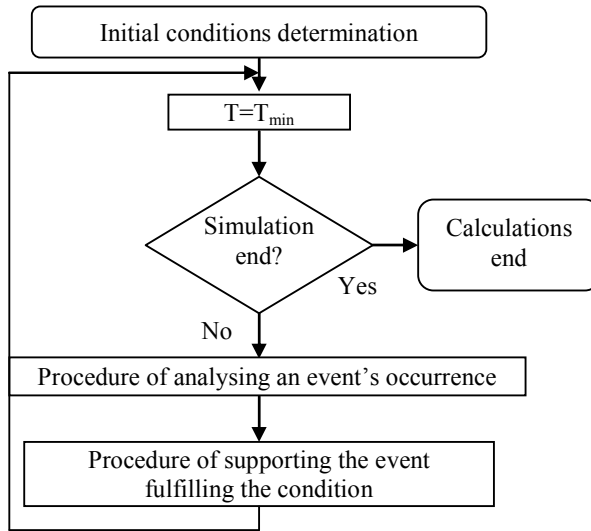 Initial conditions determination
T=Tmin
Simulation
end?
Calculations
end
Yes
No
Procedure of analysing an event's occurrence
Procedure of supporting the event
fulfilling the condition